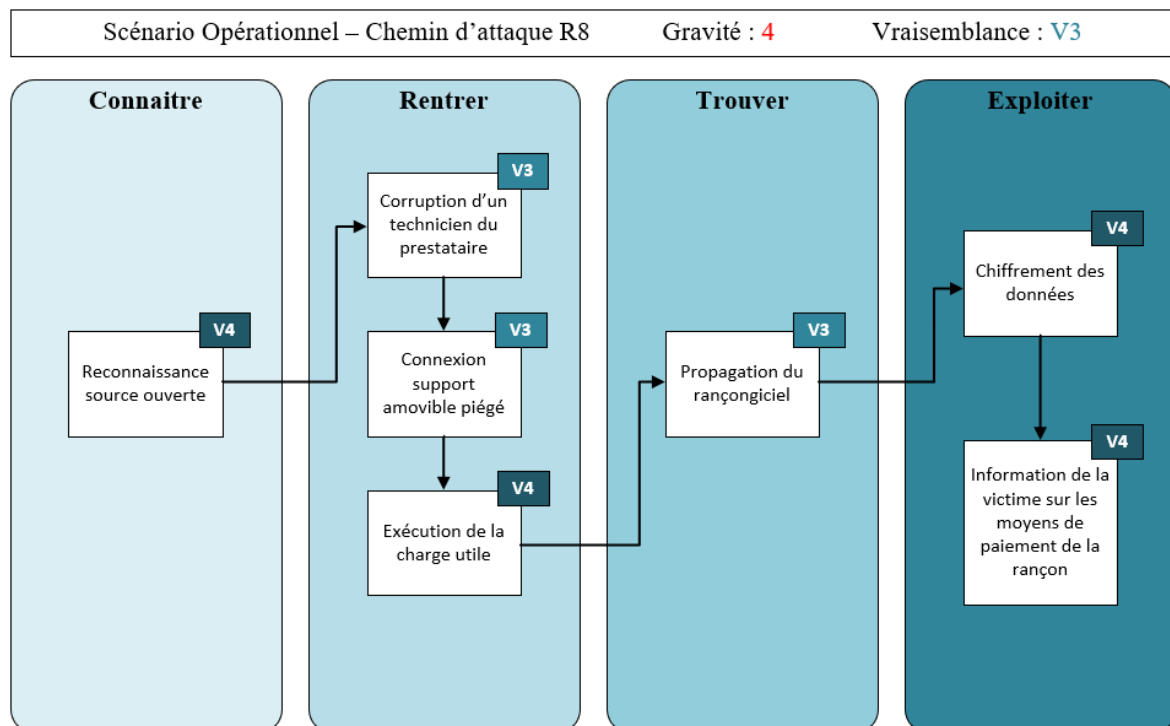 Scénario Opérationnel – Chemin d'attaque R8 Gravité : 4 Vraisemblance : V3
Connaitre
Rentrer
Trouver
Exploiter
V4
Reconnaissance
source ouverte
V3
Corruption d'un
technicien du
prestataire
V3
Connexion
support
amovible piégé
V4
Exécution de la
charge utile
V3
Propagation du
rançongiciel
V4
Chiffrement des
données
V4
Information de la
victime sur les
moyens de
paiement de la
rançon